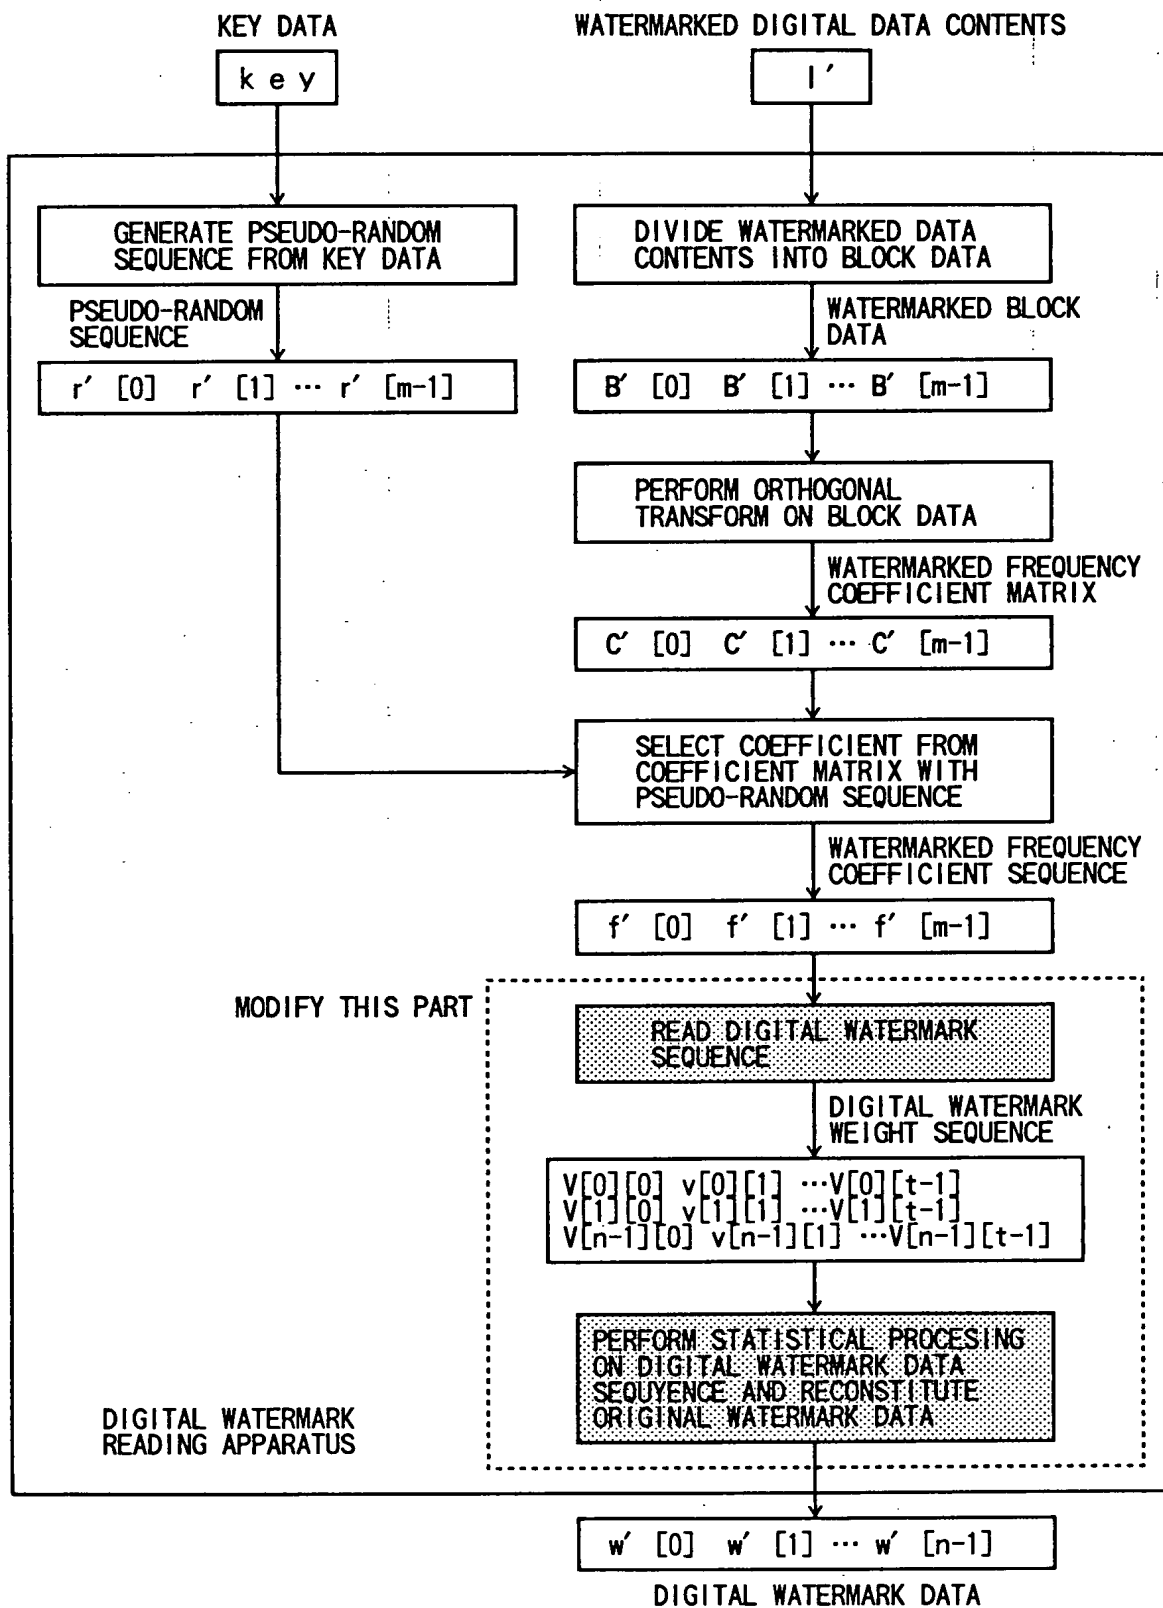 KEY DATA
WATERMARKED DIGITAL DATA CONTENTS
key
I′
GENERATE PSEUDO-RANDOM
SEQUENCE FROM KEY DATA
DIVIDE WATERMARKED DATA
CONTENTS INTO BLOCK DATA
PSEUDO-RANDOM
SEQUENCE
WATERMARKED BLOCK
DATA
r′ [0] r′ [1] ··· r′ [m-1]
B′ [0] B′ [1] ··· B′ [m-1]
PERFORM ORTHOGONAL
TRANSFORM ON BLOCK DATA
WATERMARKED FREQUENCY
COEFFICIENT MATRIX
C′ [0] C′ [1] ··· C′ [m-1]
SELECT COEFFICIENT FROM
COEFFICIENT MATRIX WITH
PSEUDO-RANDOM SEQUENCE
WATERMARKED FREQUENCY
COEFFICIENT SEQUENCE
f′ [0] f′ [1] ··· f′ [m-1]
MODIFY THIS PART
READ DIGITAL WATERMARK
SEQUENCE
DIGITAL WATERMARK
WEIGHT SEQUENCE
V[0][0] v[0][1] ···V[0][t-1]
V[1][0] v[1][1] ···V[1][t-1]
V[n-1][0] v[n-1][1] ···V[n-1][t-1]
PERFORM STATISTICAL PROCESING
ON DIGITAL WATERMARK DATA
SEQUYENCE AND RECONSTITUTE
ORIGINAL WATERMARK DATA
DIGITAL WATERMARK
READING APPARATUS
w′ [0] w′ [1] ··· w′ [n-1]
DIGITAL WATERMARK DATA